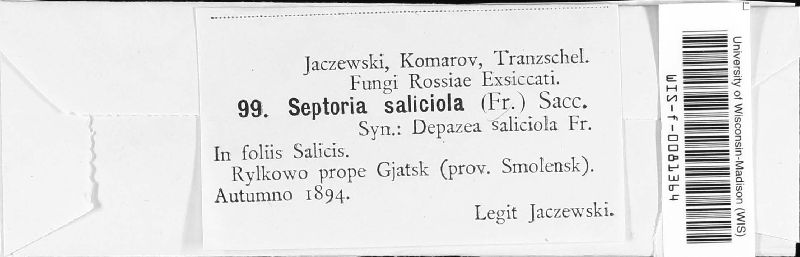 Jaczewski, Komarov, Tranzschel.
Fungi Rossiae Exsiccati.
99. Septoria saliciola (Fr.) Sacc.
Syn.: Depazea saliciola Fr.
In foliis Salicis.
Rylkowo prope Gjatsk (prov. Smolensk).
Autumno 1894.
Legit Jaczewski.
University of Wisconsin-Madison (WIS)
WIS-f-0081364